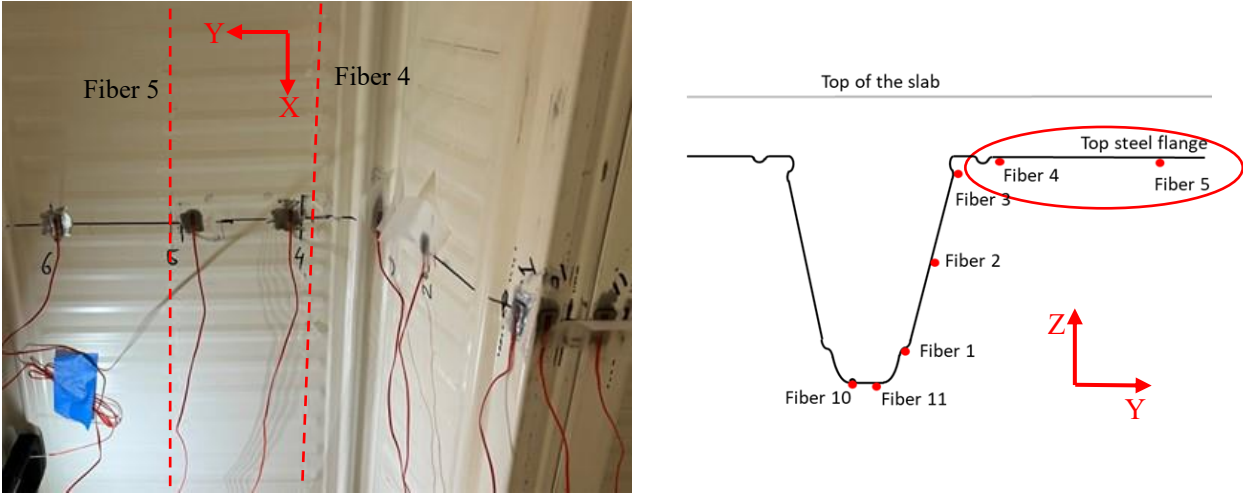 Y
X
Fiber 5
Fiber 4
6
5
4
2
1
Top of the slab
Top steel flange
Fiber 4
Fiber 5
Fiber 3
Fiber 2
Fiber 1
Fiber 10
Fiber 11
Z
Y